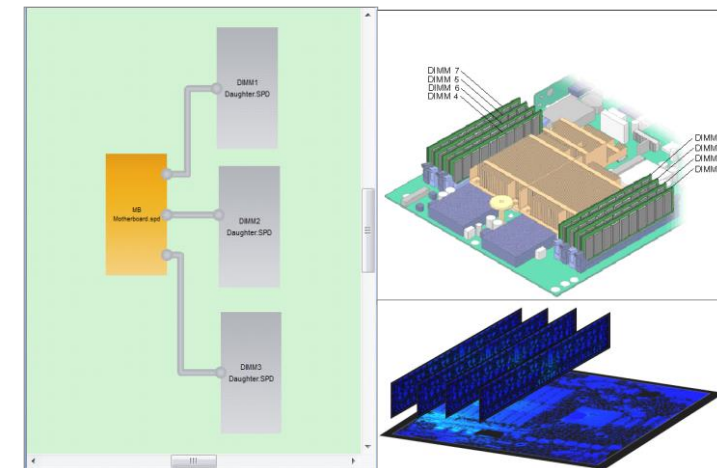 DIMM1
Daughter.SPD
MB
Motherboard.spd
DIMM2
Daughter.SPD
DIMM3
Daughter.SPD
DIMM 7
DIMM 5
DIMM 6
DIMM 4
DIMM
DIMM
DIMM
DIMM